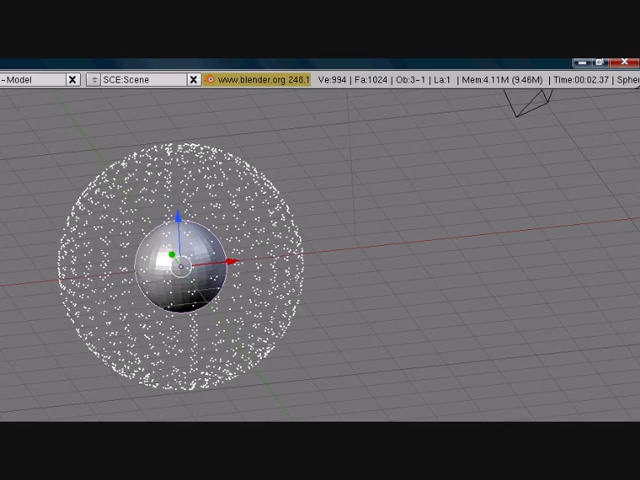 -Model SCE:Scene www.blender.org 248.1 Ve:994 | Fa:1024 | Ob:3-1 | La:1 | Mem:4.11M (9.46M) | Time:00:02.37 |